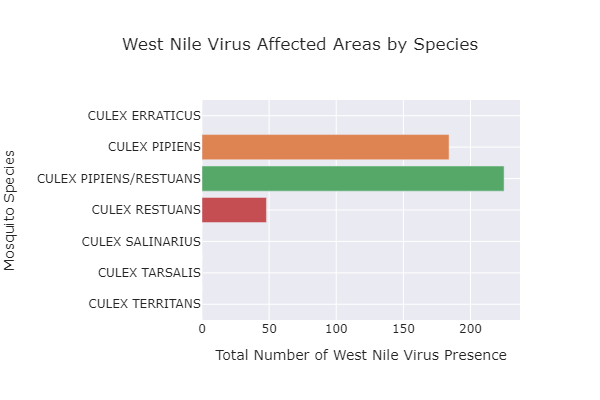 West Nile Virus Affected Areas by Species
Mosquito Species
CULEX ERRATICUS
CULEX PIPIENS
CULEX PIPIENS/RESTUANS
CULEX RESTUANS
CULEX SALINARIUS
CULEX TARSALIS
CULEX TERRITANS
0 50 100 150 200
Total Number of West Nile Virus Presence